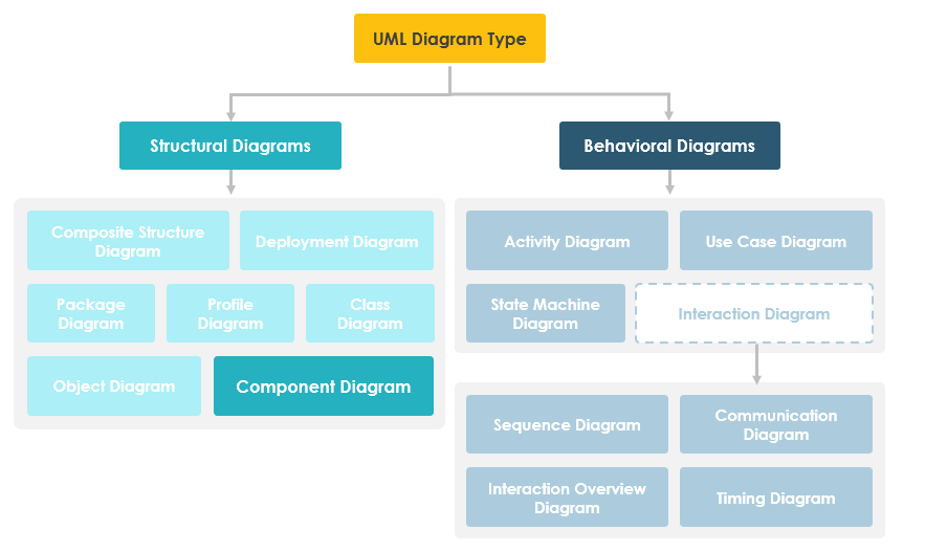 UML Diagram Type
Structural Diagrams
Behavioral Diagrams
Composite Structure
Diagram
Deployment Diagram
Package
Diagram
Profile
Diagram
Class
Diagram
Object Diagram
Component Diagram
Activity Diagram
Use Case Diagram
State Machine
Diagram
Interaction Diagram
Sequence Diagram
Communication
Diagram
Interaction Overview
Diagram
Timing Diagram